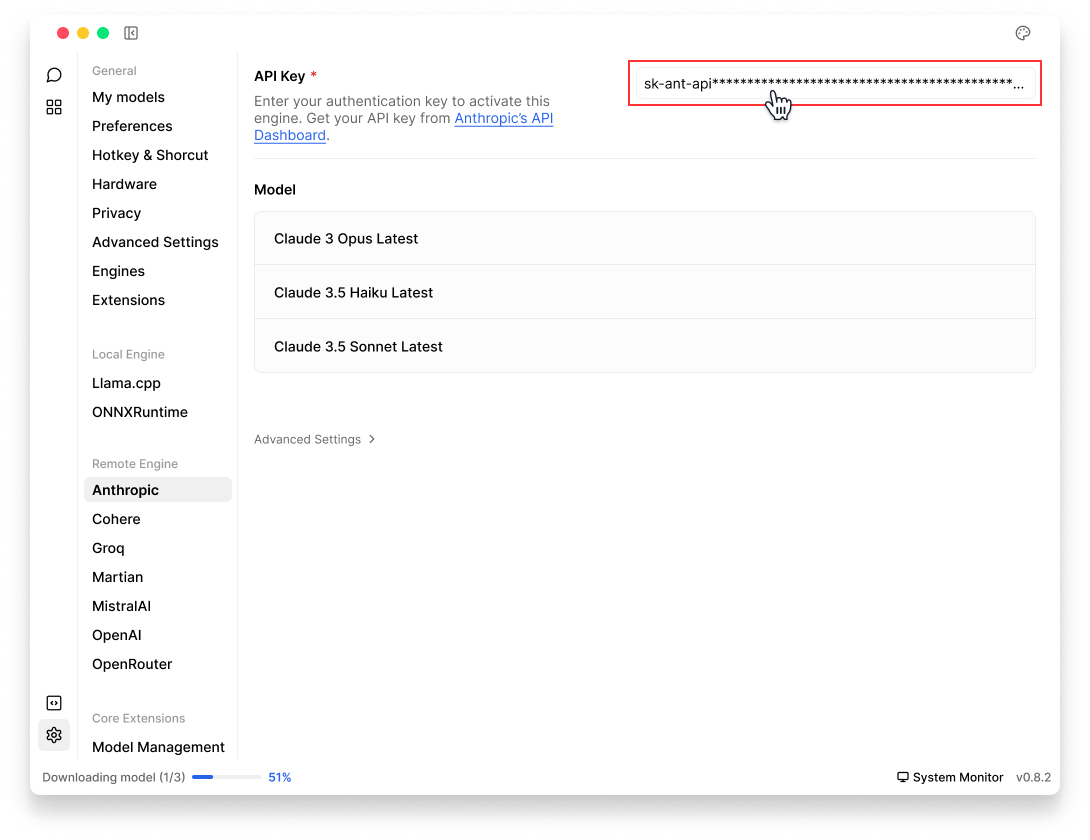 General
My models
Preferences
Hotkey & Shorcut
Hardware
Privacy
Advanced Settings
Engines
Extensions
Local Engine
Llama.cpp
ONNXRuntime
Remote Engine
Anthropic
Cohere
Groq
Martian
MistralAI
OpenAI
OpenRouter
Core Extensions
Model Management
API Key *
Enter your authentication key to activate this
engine. Get your API key from Anthropic's API
Dashboard.
sk-ant-api*******************************************...
Model
Claude 3 Opus Latest
Claude 3.5 Haiku Latest
Claude 3.5 Sonnet Latest
Advanced Settings
Downloading model (1/3) 51%
System Monitor v0.8.2